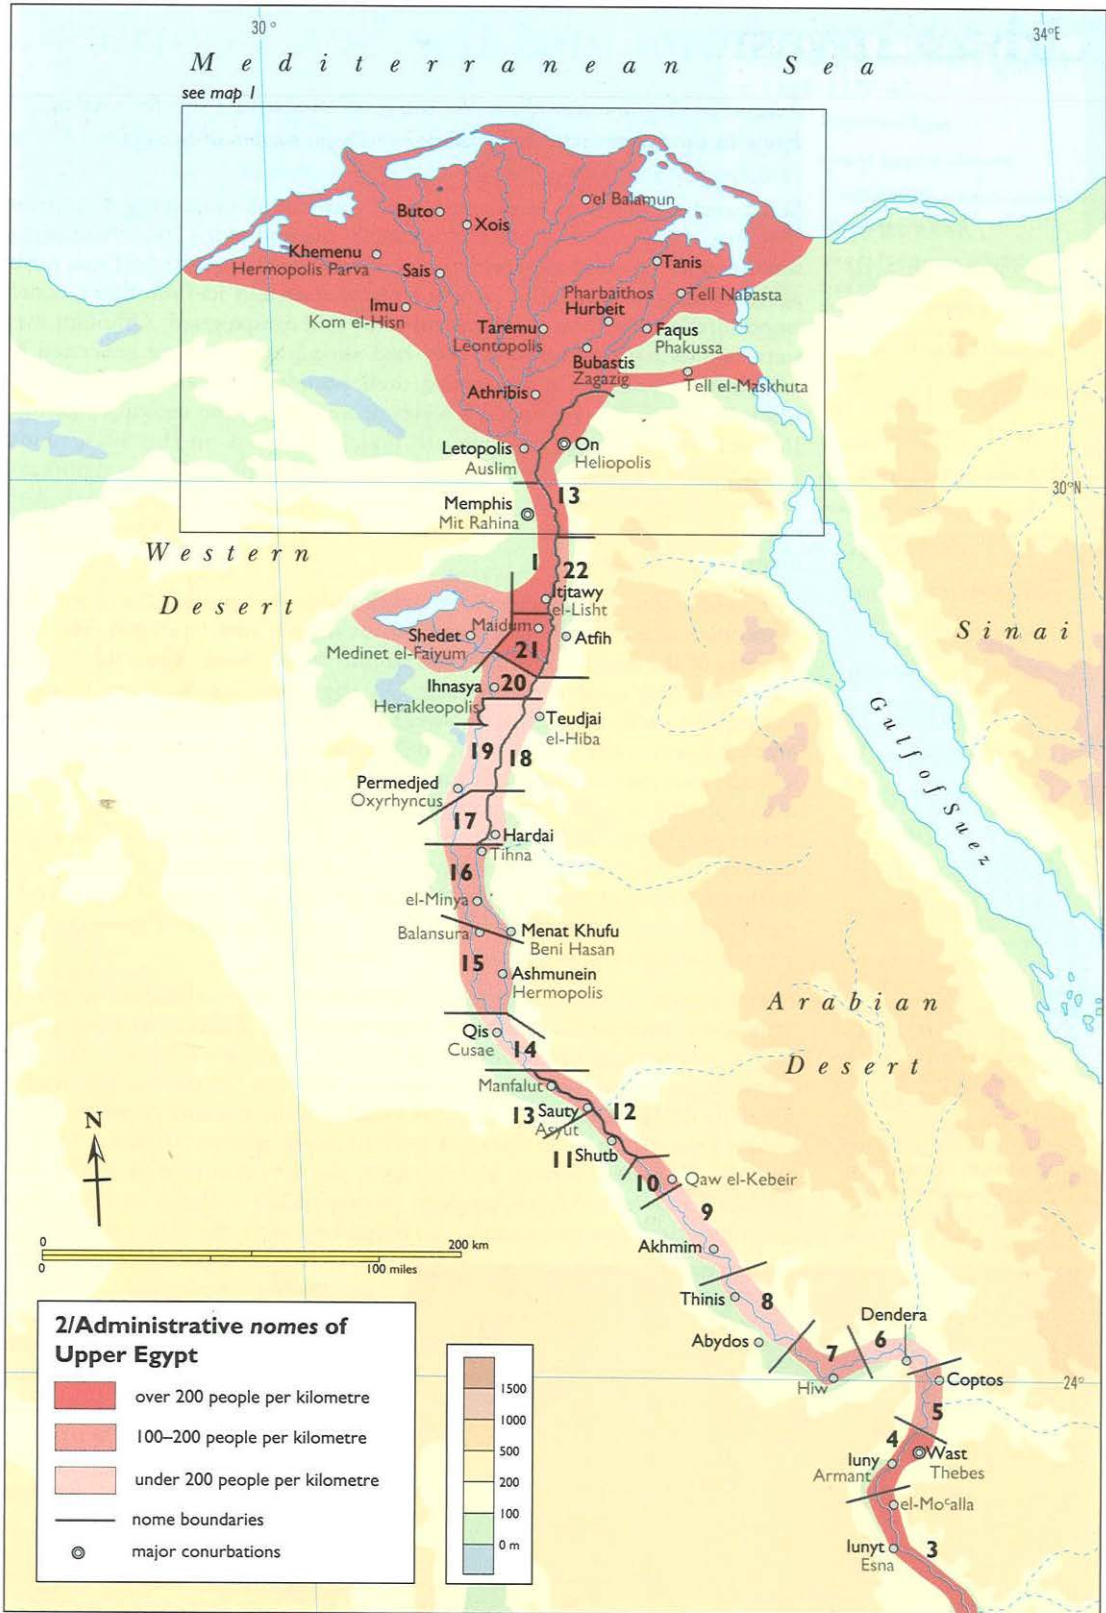 30°
34°E
Mediterranean Sea
see map 1
el Balamun
Buto
Xois
Khemenu
Hermopolis Parva
Sais
Tanis
Imu
Kom el-Hisn
Pharbaithos
Hurbeit
Tell Nabasta
Taremu
Leontopolis
Faqus
Phakussa
Bubastis
Zagazig
Tell el-Maskhuta
Athribis
Letopolis
Auslim
On
Heliopolis
30°N
13
Memphis
Mit Rahina
Western
Desert
1
22
Itjtawy
el-Lisht
Maidum
Atfih
Shedet
Medinet el-Faiyum
21
Sinai
Ihnasya
Herakleopolis
20
Teudjai
el-Hiba
19
18
Gulf of Suez
Permedjed
Oxyrhyncus
17
Hardai
Tihna
16
el-Minya
Balansura
Menat Khufu
Beni Hasan
15
Ashmunein
Hermopolis
Arabian
Desert
Qis
Cusae
14
Manfalut
13
Sauty
Asyut
12
11
Shutb
10
Qaw el-Kebeir
9
Akhmim
Thinis
8
Abydos
Dendera
7
6
Hiw
Coptos
24°
5
4
Wast
Thebes
Iuny
Armant
el-Moᶜalla
Iunyt
Esna
3
N
0
200 km
0
100 miles
2/Administrative nomes of
Upper Egypt
over 200 people per kilometre
100–200 people per kilometre
under 200 people per kilometre
nome boundaries
major conurbations
1500
1000
500
200
100
0 m